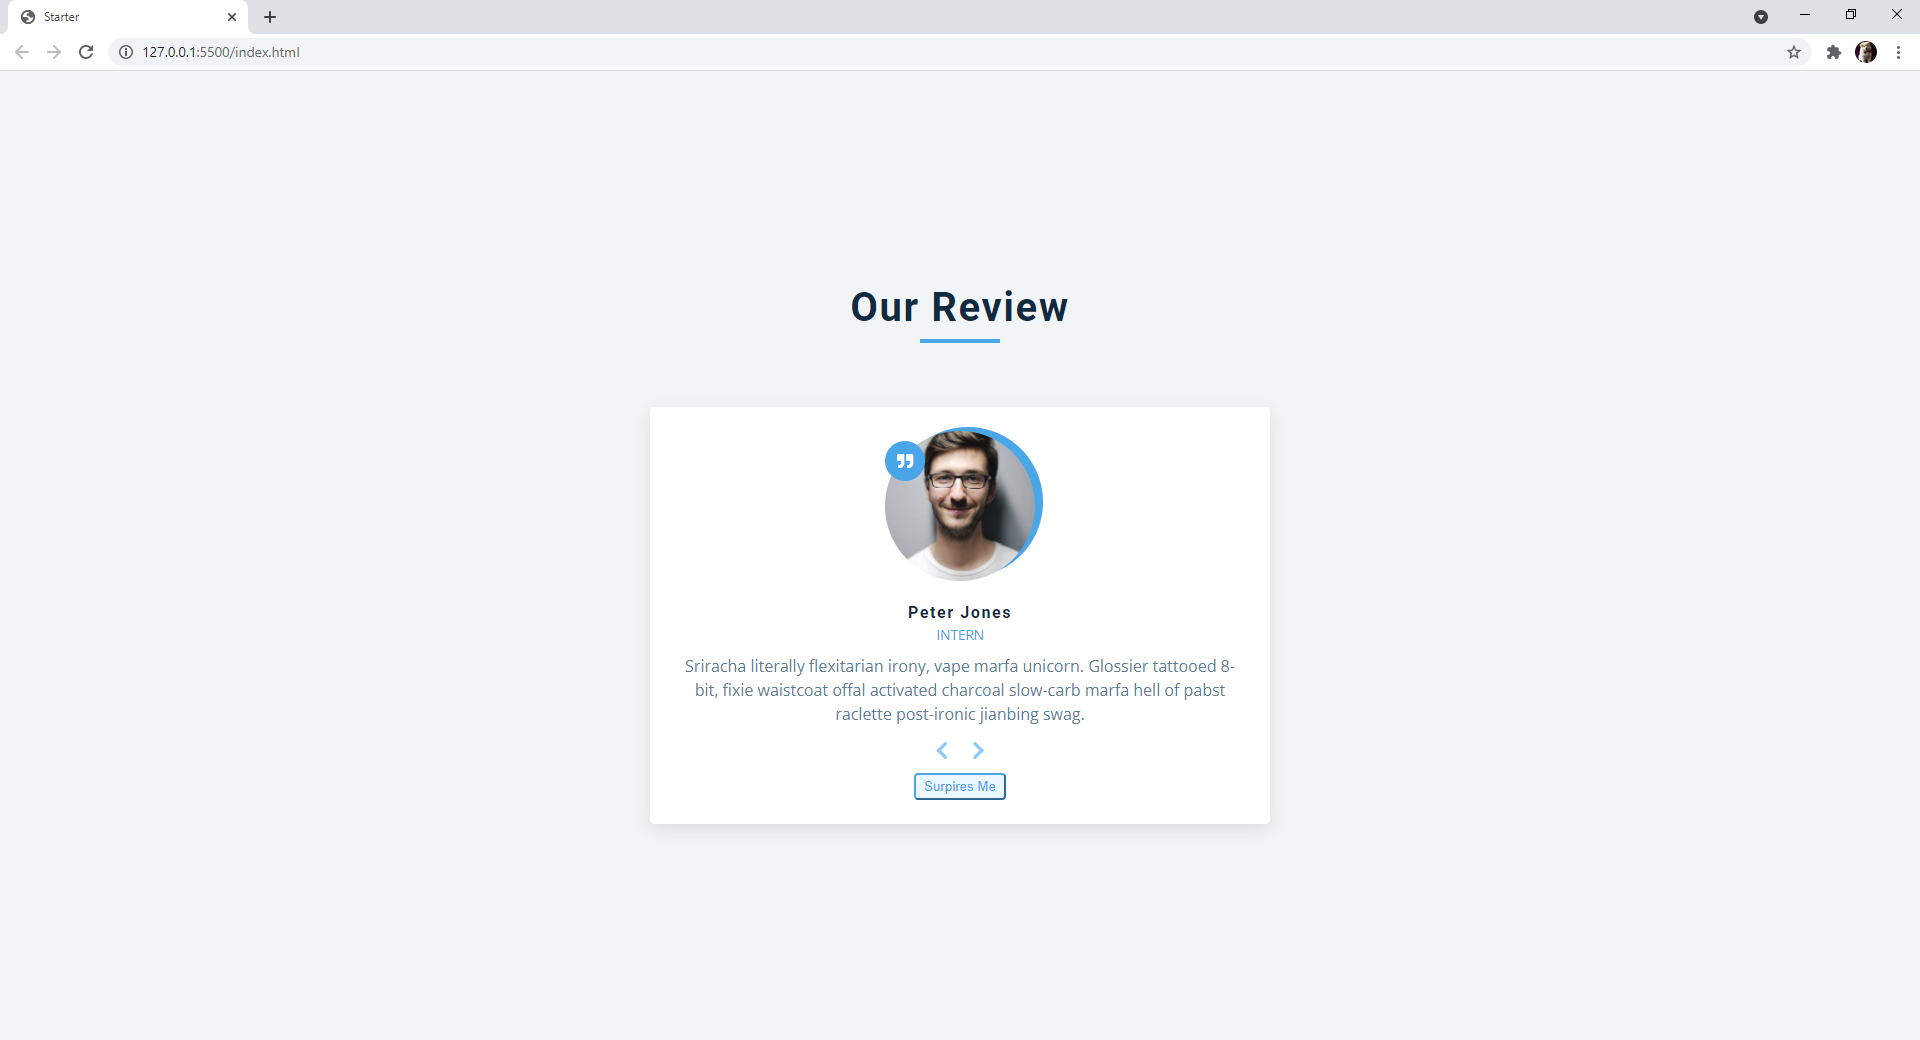 Starter
127.0.0.1:5500/index.html
Our Review
Peter Jones
INTERN
Sriracha literally flexitarian irony, vape marfa unicorn. Glossier tattooed 8-
bit, fixie waistcoat offal activated charcoal slow-carb marfa hell of pabst
raclette post-ironic jianbing swag.
Surpires Me